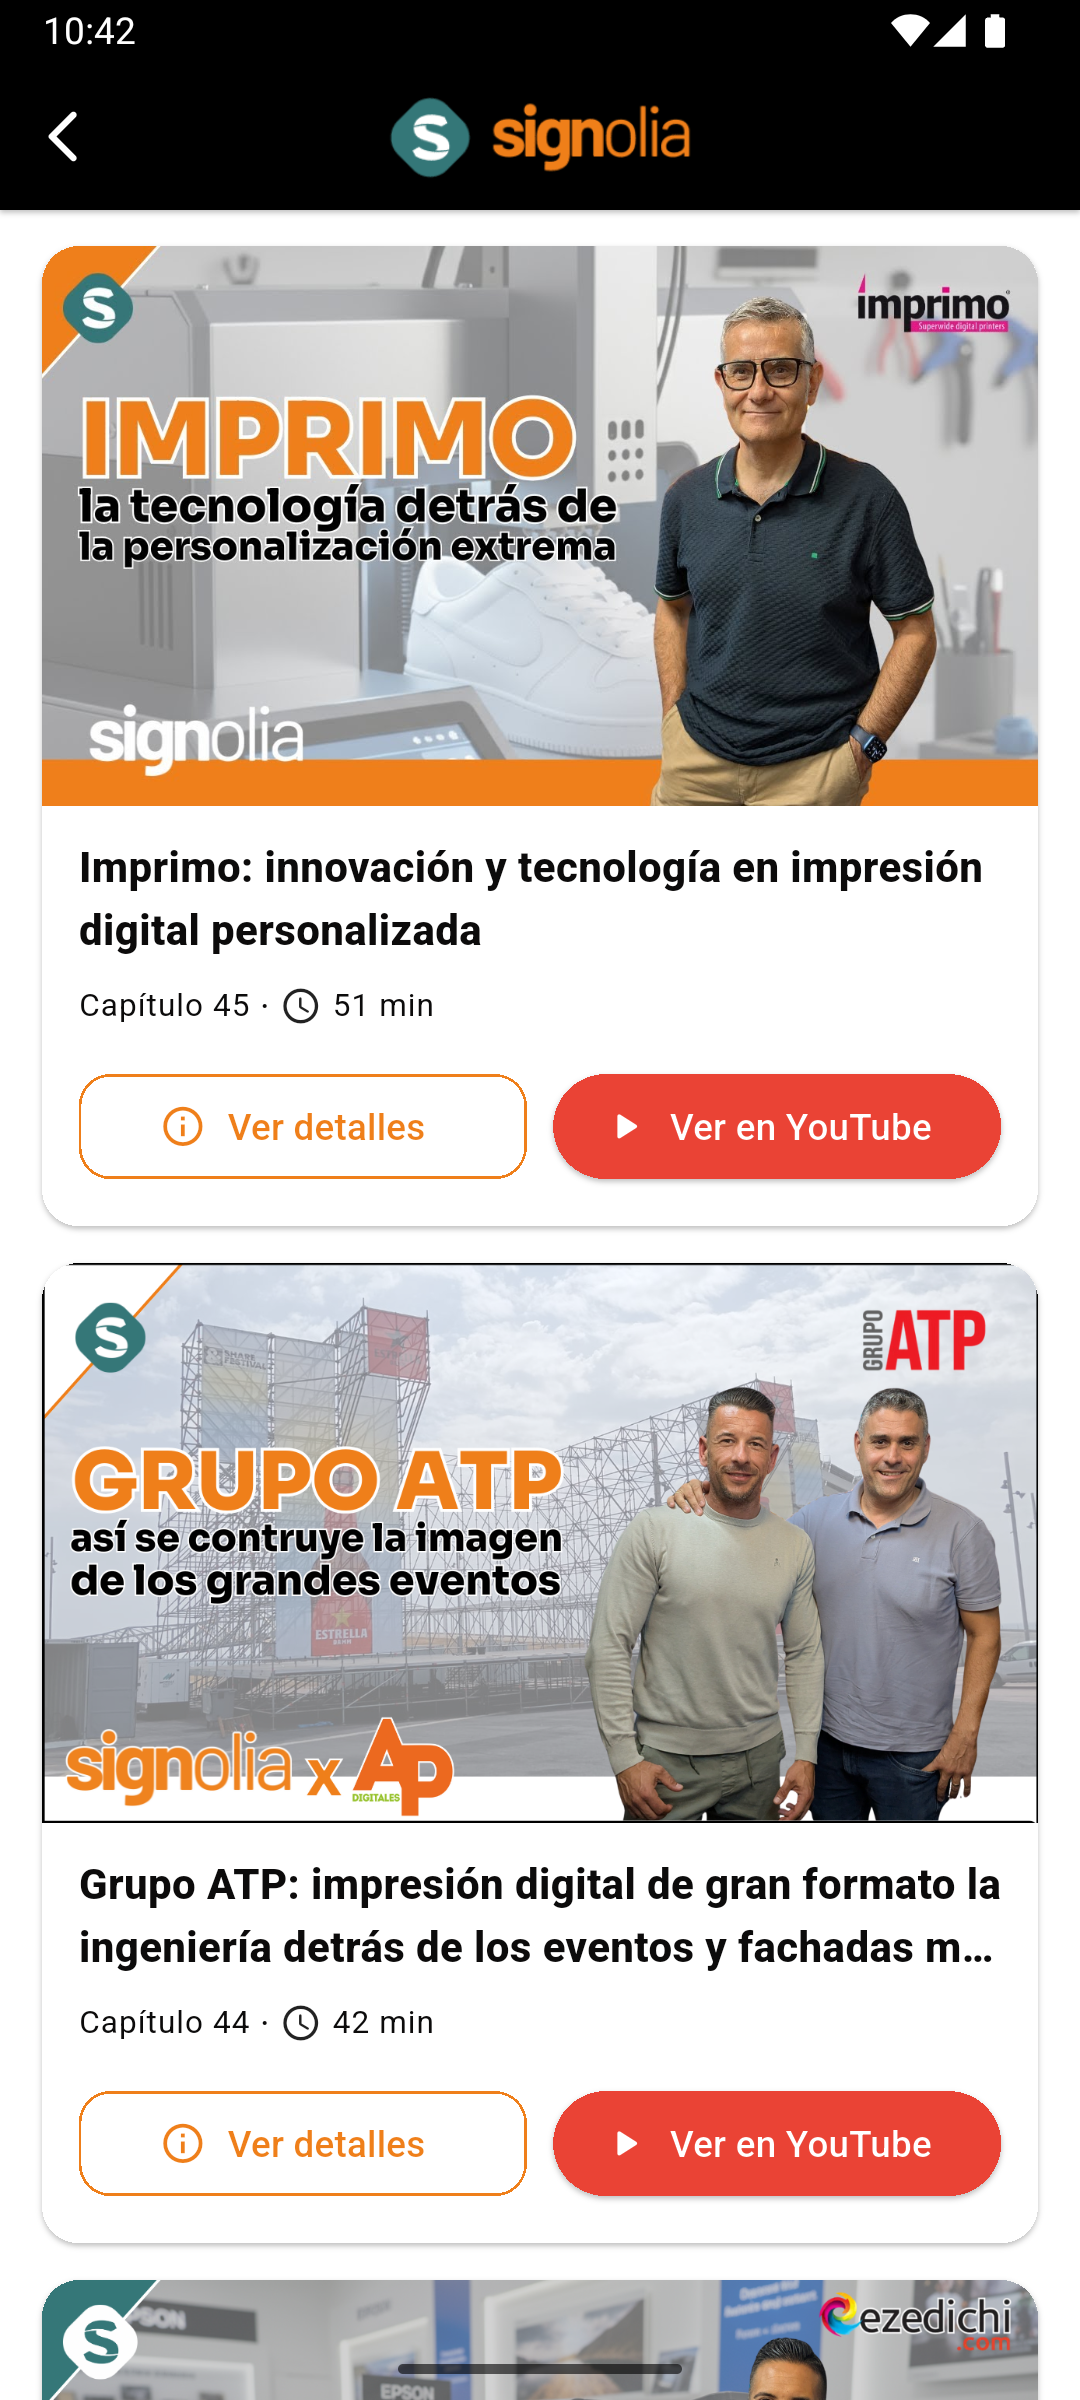 10:42
signolia
imprimo
Superwide digital printers
IMPRIMO
la tecnología detrás de
la personalización extrema
signolia
Imprimo: innovación y tecnología en impresión
digital personalizada
Capítulo 45 · 51 min
Ver detalles
Ver en YouTube
GRUPO ATP
GRUPO ATP
así se contruye la imagen
de los grandes eventos
ESTRELLA
DAMM
signolia x AP
DIGITALES
Grupo ATP: impresión digital de gran formato la
ingeniería detrás de los eventos y fachadas m...
Capítulo 44 · 42 min
Ver detalles
Ver en YouTube
ezedichi
.com
EPSON